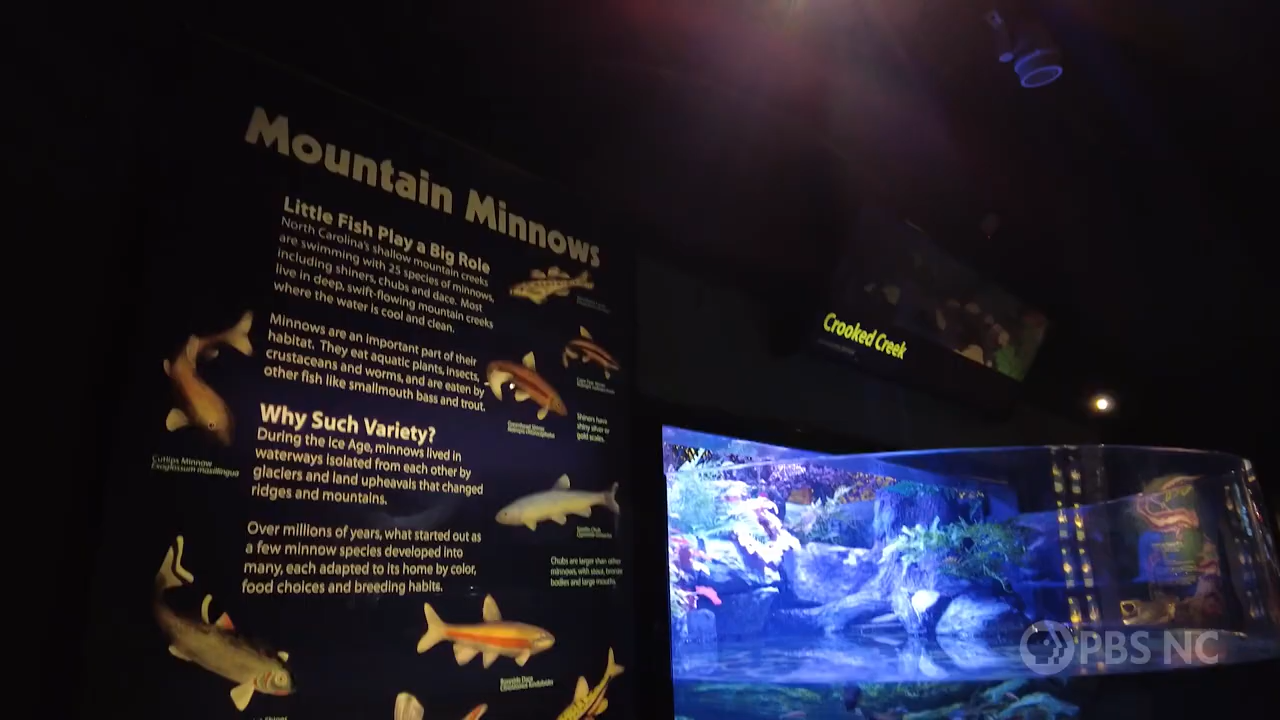 Mountain Minnows
Little Fish Play a Big Role
North Carolina's shallow mountain creeks
are swimming with 25 species of minnows,
including shiners, chubs and dace. Most
live in deep, swift-flowing mountain creeks
where the water is cool and clean.
Minnows are an important part of their
habitat. They eat aquatic plants, insects,
crustaceans and worms, and are eaten by
other fish like smallmouth bass and trout.
Why Such Variety?
During the Ice Age, minnows lived in
waterways isolated from each other by
glaciers and land upheavals that changed
ridges and mountains.
Over millions of years, what started out as
a few minnow species developed into
many, each adapted to its home by color,
food choices and breeding habits.
Cutlips Minnow
Exoglossum maxillingua
Shiners have
shiny silver or
gold scales.
Chubs are larger than other
minnows, with stout, bronze
bodies and large mouths.
Rosyside Dace
Crooked Creek
PBS NC